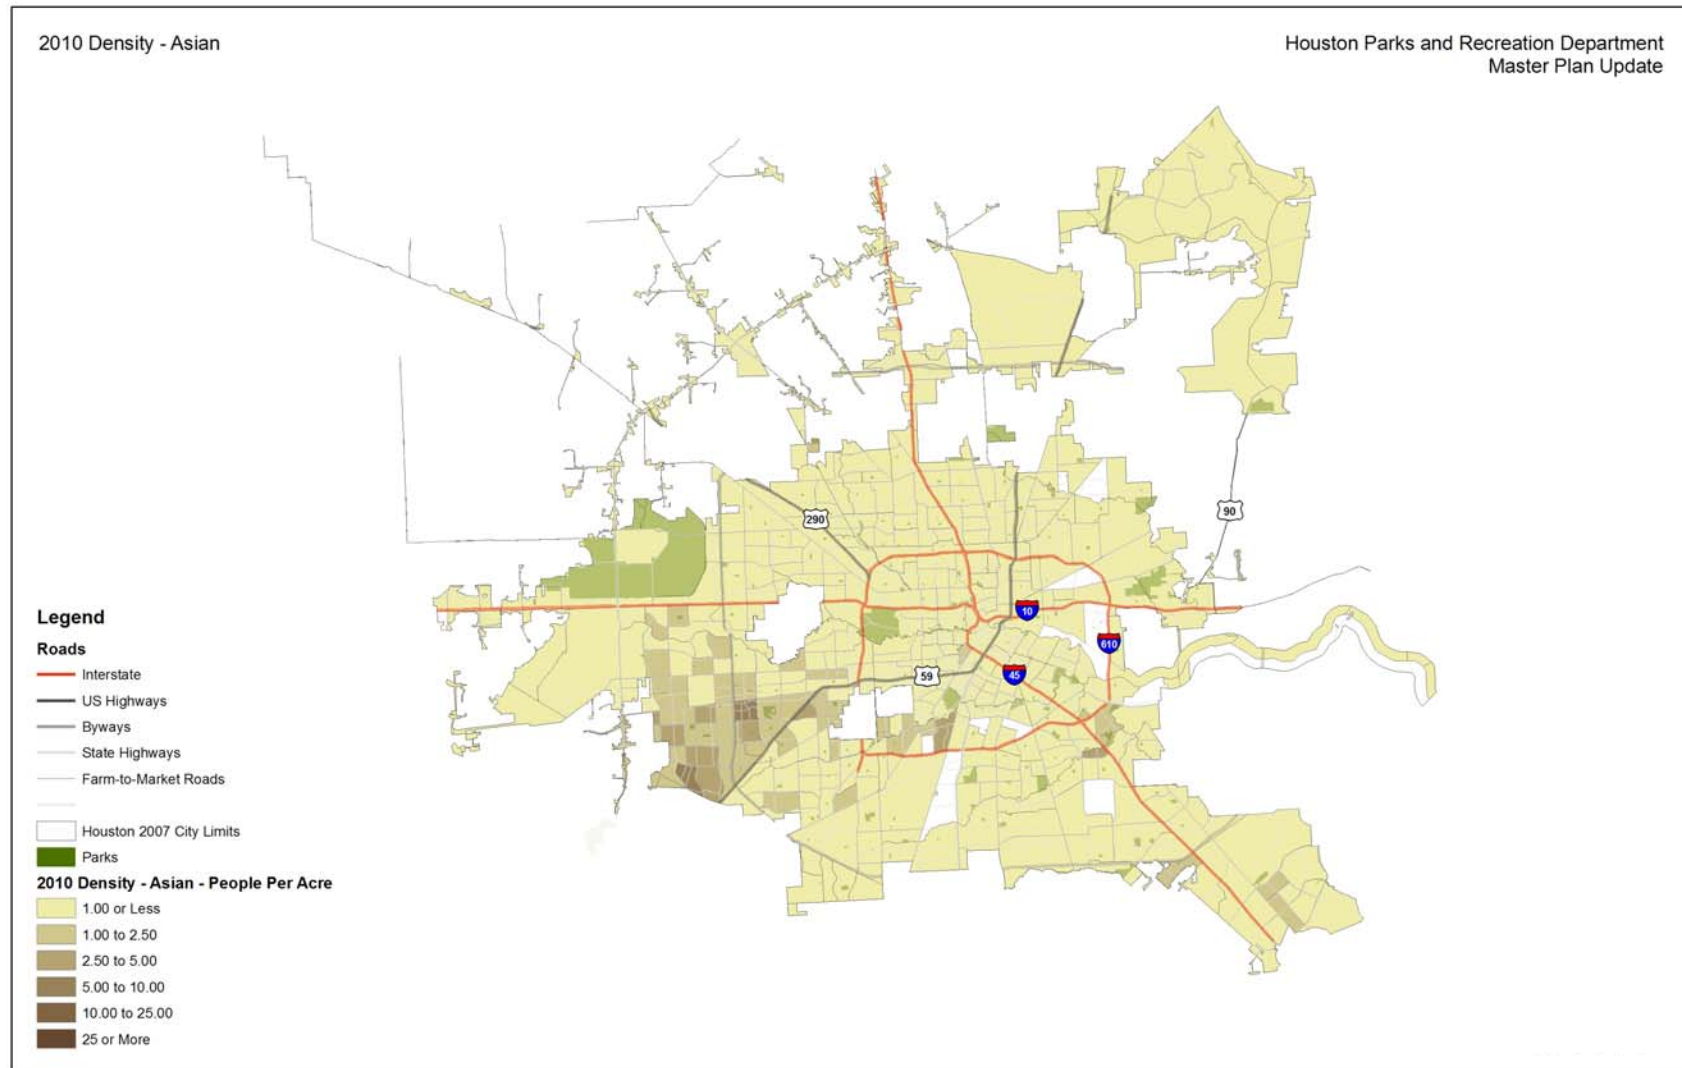 2010 Density - Asian
Houston Parks and Recreation Department
Master Plan Update
290
90
10
610
59
45
Legend
Roads
Interstate
US Highways
Byways
State Highways
Farm-to-Market Roads
Houston 2007 City Limits
Parks
2010 Density - Asian - People Per Acre
1.00 or Less
1.00 to 2.50
2.50 to 5.00
5.00 to 10.00
10.00 to 25.00
25 or More